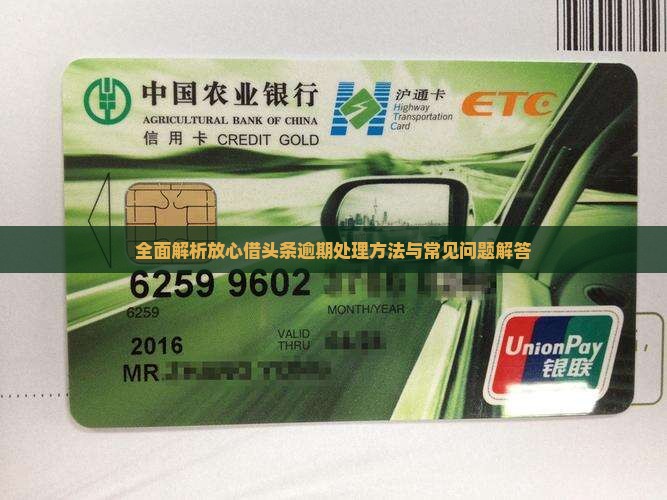 中国农业银行
AGRICULTURAL BANK OF CHINA
信用卡 CREDIT GOLD
沪通卡
Highway
Transportation
Card
ETC
全面解析放心借头条逾期处理方法与常见问题解答
6259 9602
6259
MONTH/YEAR
2016
VALID
THRU
MR.
UnionPay
银联